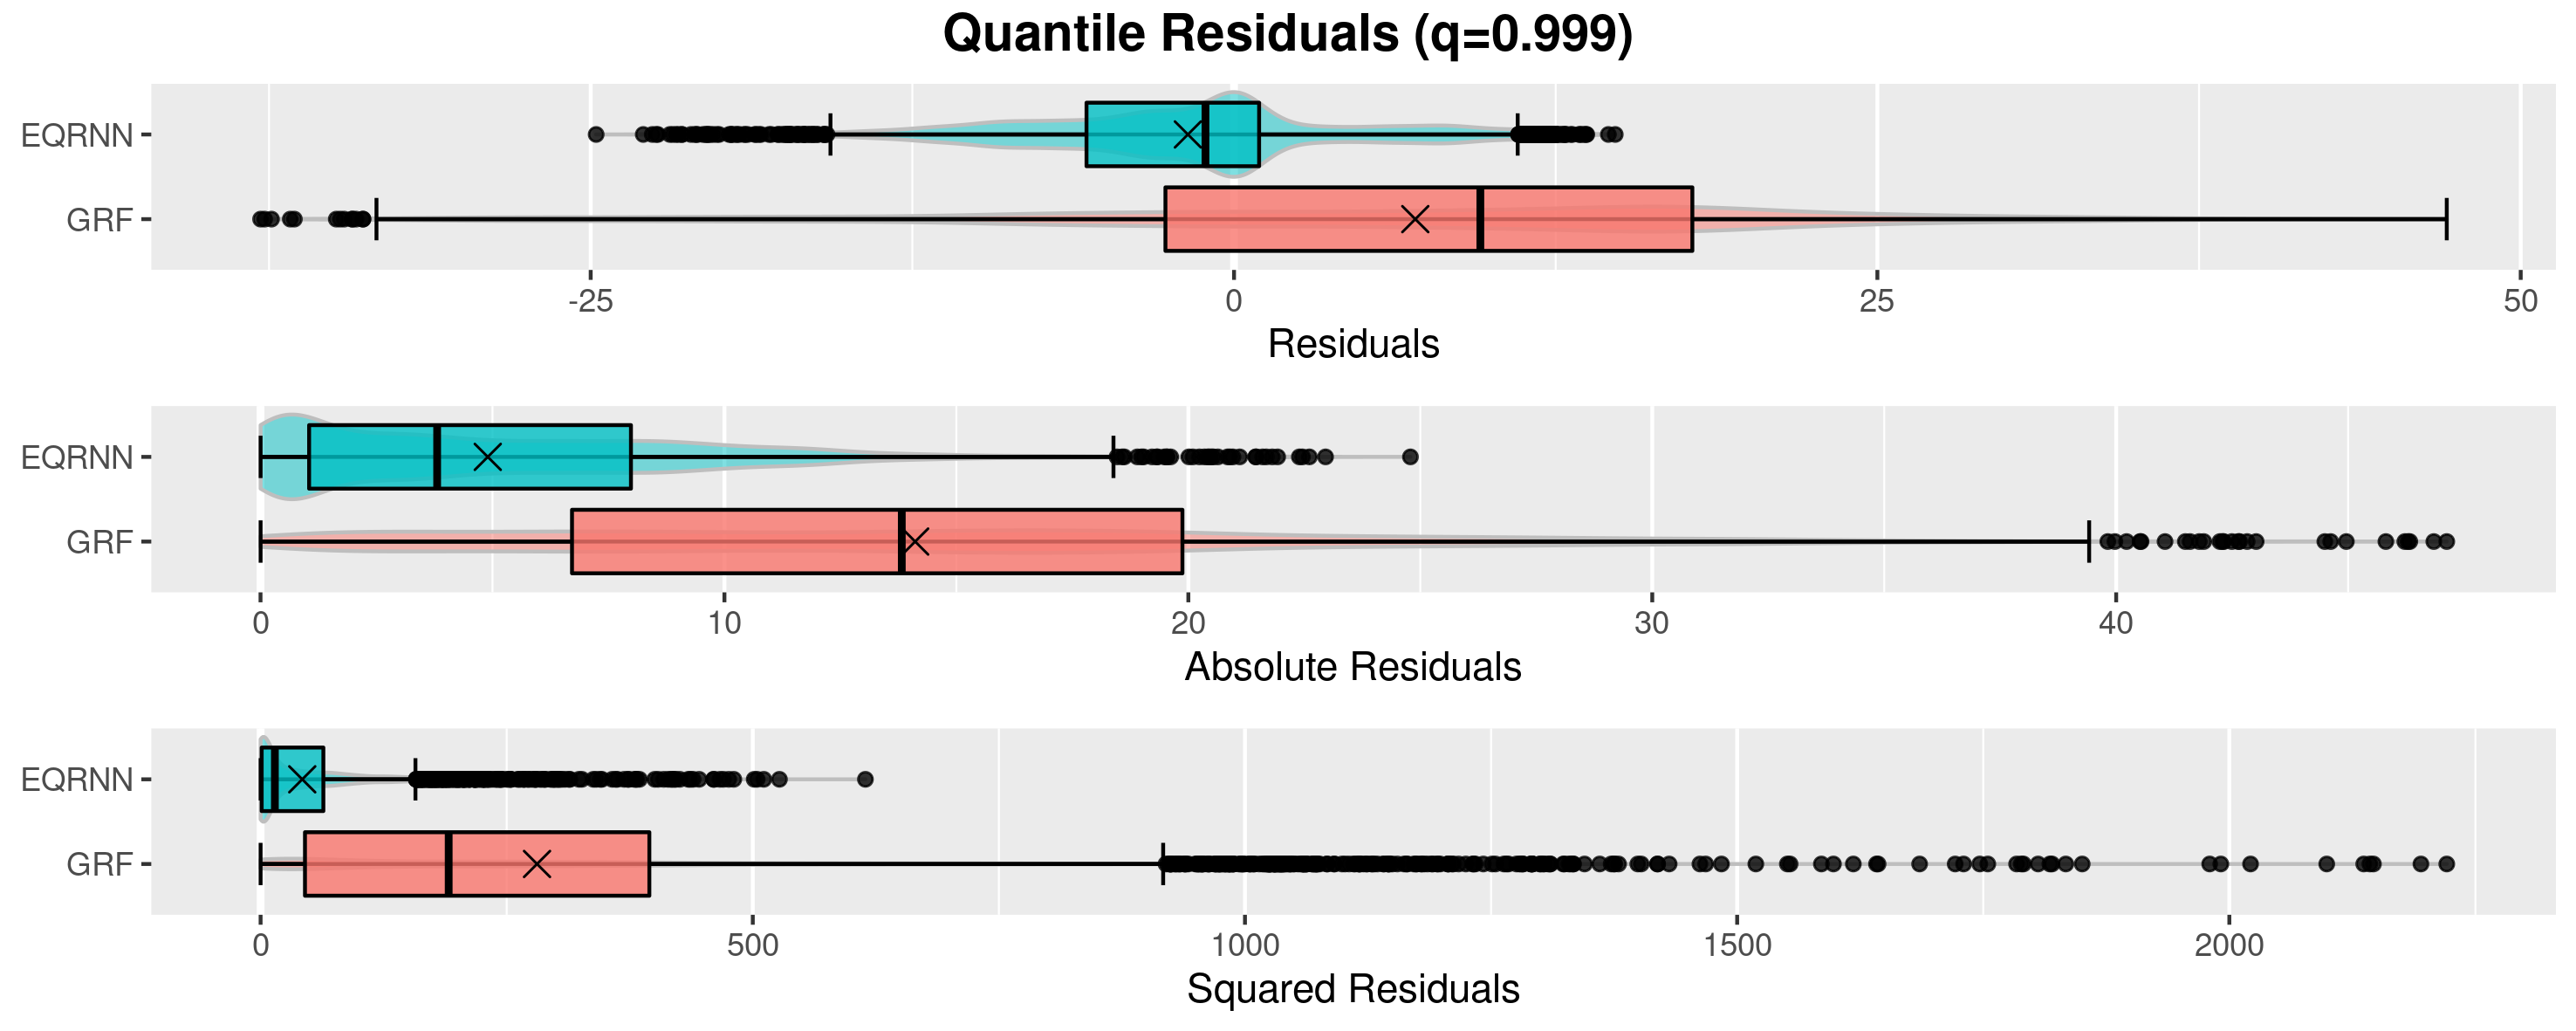 Quantile Residuals (q=0.999)
EQRNN
GRF
-25 0 25 50
Residuals
EQRNN
GRF
0 10 20 30 40
Absolute Residuals
EQRNN
GRF
0 500 1000 1500 2000
Squared Residuals